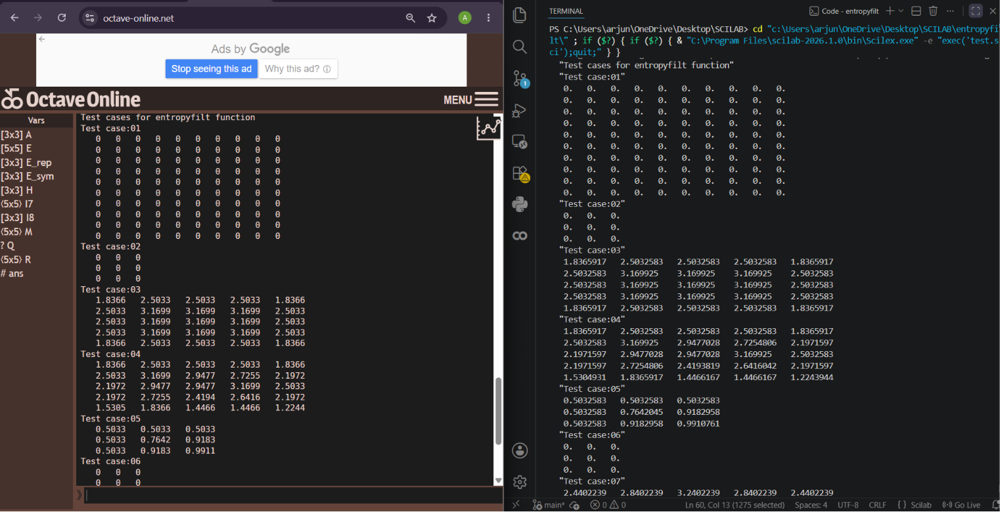 octave-online.net
A
Ads by Google
Stop seeing this ad
Why this ad?
Octave Online
MENU
Vars
[3x3] A
[5x5] E
[3x3] E_rep
[3x3] E_sym
[3x3] H
⟨5x5⟩ I7
[3x3] I8
⟨5x5⟩ M
? Q
⟨5x5⟩ R
# ans
Test cases for entropyfilt function
Test case:01
0 0 0 0 0 0 0 0 0 0
0 0 0 0 0 0 0 0 0 0
0 0 0 0 0 0 0 0 0 0
0 0 0 0 0 0 0 0 0 0
0 0 0 0 0 0 0 0 0 0
0 0 0 0 0 0 0 0 0 0
0 0 0 0 0 0 0 0 0 0
0 0 0 0 0 0 0 0 0 0
0 0 0 0 0 0 0 0 0 0
0 0 0 0 0 0 0 0 0 0
Test case:02
0 0 0
0 0 0
0 0 0
Test case:03
1.8366 2.5033 2.5033 2.5033 1.8366
2.5033 3.1699 3.1699 3.1699 2.5033
2.5033 3.1699 3.1699 3.1699 2.5033
2.5033 3.1699 3.1699 3.1699 2.5033
1.8366 2.5033 2.5033 2.5033 1.8366
Test case:04
1.8366 2.5033 2.5033 2.5033 1.8366
2.5033 3.1699 2.9477 2.7255 2.1972
2.1972 2.9477 2.9477 3.1699 2.5033
2.1972 2.7255 2.4194 2.6416 2.1972
1.5305 1.8366 1.4466 1.4466 1.2244
Test case:05
0.5033 0.5033 0.5033
0.5033 0.7642 0.9183
0.5033 0.9183 0.9911
Test case:06
0 0 0
0 0 0
TERMINAL
Code - entropyfilt
PS C:\Users\arjun\OneDrive\Desktop\SCILAB> cd "c:\Users\arjun\OneDrive\Desktop\SCILAB\entropyfi
lt\" ; if ($?) { if ($?) { & "C:\Program Files\scilab-2026.1.0\bin\Scilex.exe" -e "exec('test.s
ci');quit;" } }
"Test cases for entropyfilt function"
"Test case:01"
0. 0. 0. 0. 0. 0. 0. 0. 0. 0.
0. 0. 0. 0. 0. 0. 0. 0. 0. 0.
0. 0. 0. 0. 0. 0. 0. 0. 0. 0.
0. 0. 0. 0. 0. 0. 0. 0. 0. 0.
0. 0. 0. 0. 0. 0. 0. 0. 0. 0.
0. 0. 0. 0. 0. 0. 0. 0. 0. 0.
0. 0. 0. 0. 0. 0. 0. 0. 0. 0.
0. 0. 0. 0. 0. 0. 0. 0. 0. 0.
0. 0. 0. 0. 0. 0. 0. 0. 0. 0.
0. 0. 0. 0. 0. 0. 0. 0. 0. 0.
"Test case:02"
0. 0. 0.
0. 0. 0.
0. 0. 0.
"Test case:03"
1.8365917 2.5032583 2.5032583 2.5032583 1.8365917
2.5032583 3.169925 3.169925 3.169925 2.5032583
2.5032583 3.169925 3.169925 3.169925 2.5032583
2.5032583 3.169925 3.169925 3.169925 2.5032583
1.8365917 2.5032583 2.5032583 2.5032583 1.8365917
"Test case:04"
1.8365917 2.5032583 2.5032583 2.5032583 1.8365917
2.5032583 3.169925 2.9477028 2.7254806 2.1971597
2.1971597 2.9477028 2.9477028 3.169925 2.5032583
2.1971597 2.7254806 2.4193819 2.6416042 2.1971597
1.5304931 1.8365917 1.4466167 1.4466167 1.2243944
"Test case:05"
0.5032583 0.5032583 0.5032583
0.5032583 0.7642045 0.9182958
0.5032583 0.9182958 0.9910761
"Test case:06"
0. 0. 0.
0. 0. 0.
0. 0. 0.
"Test case:07"
2.4402239 2.8402239 3.2402239 2.8402239 2.4402239
1
main*
0
0
Ln 60, Col 13 (1275 selected)
Spaces: 4
UTF-8
CRLF
{ } Scilab
Go Live